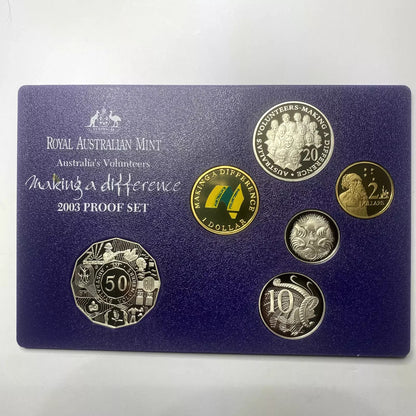 ROYAL AUSTRALIAN MINT
Australia's Volunteers
making a difference
2003 PROOF SET
AUSTRALIA'S VOLUNTEERS - MAKING A DIFFERENCE
20
MAKING A DIFFERENCE
1 DOLLAR
2
DOLLARS
5
50
10